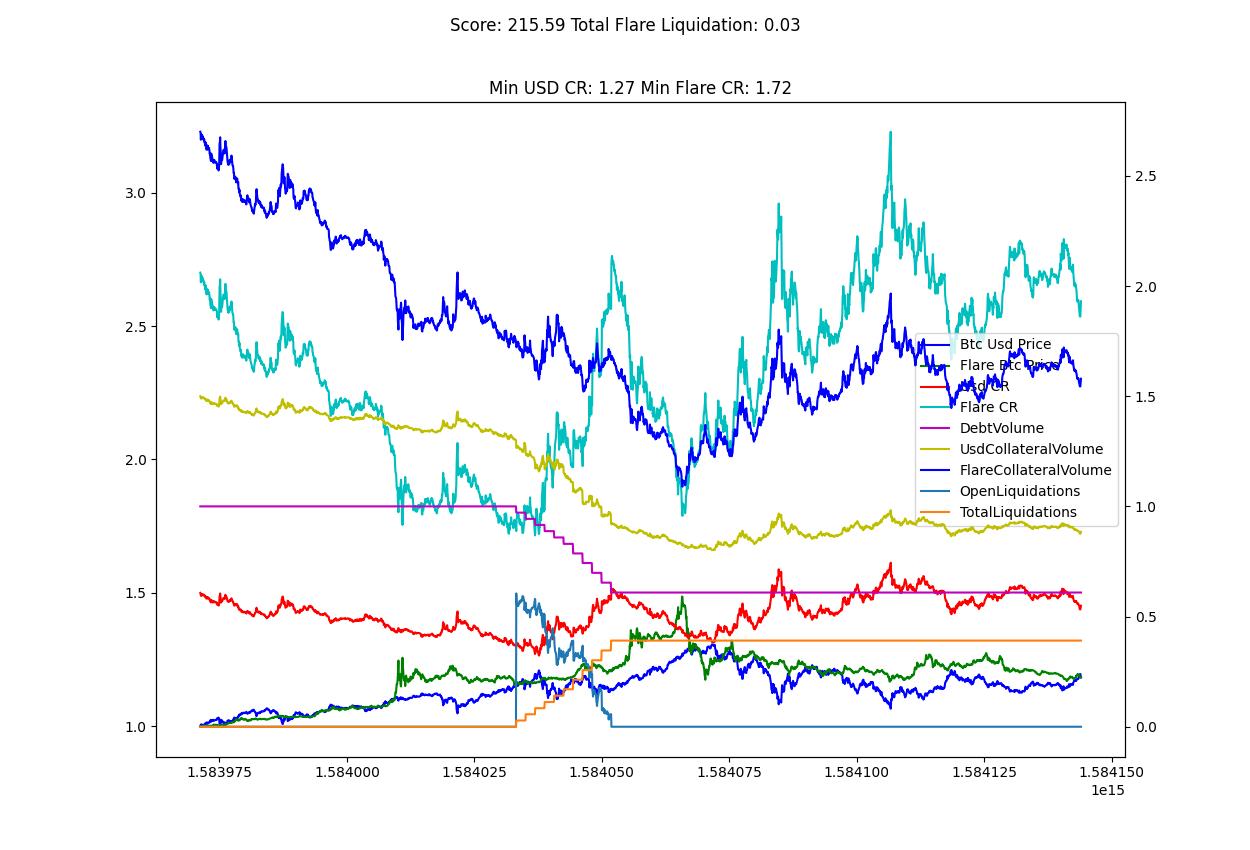 Score: 215.59 Total Flare Liquidation: 0.03
Min USD CR: 1.27 Min Flare CR: 1.72
3.0
2.5
2.0
1.5
1.0
2.5
2.0
1.5
1.0
0.5
0.0
Btc Usd Price
Flare Btc Price
Usd CR
Flare CR
DebtVolume
UsdCollateralVolume
FlareCollateralVolume
OpenLiquidations
TotalLiquidations
1.583975 1.584000 1.584025 1.584050 1.584075 1.584100 1.584125 1.584150
1e15